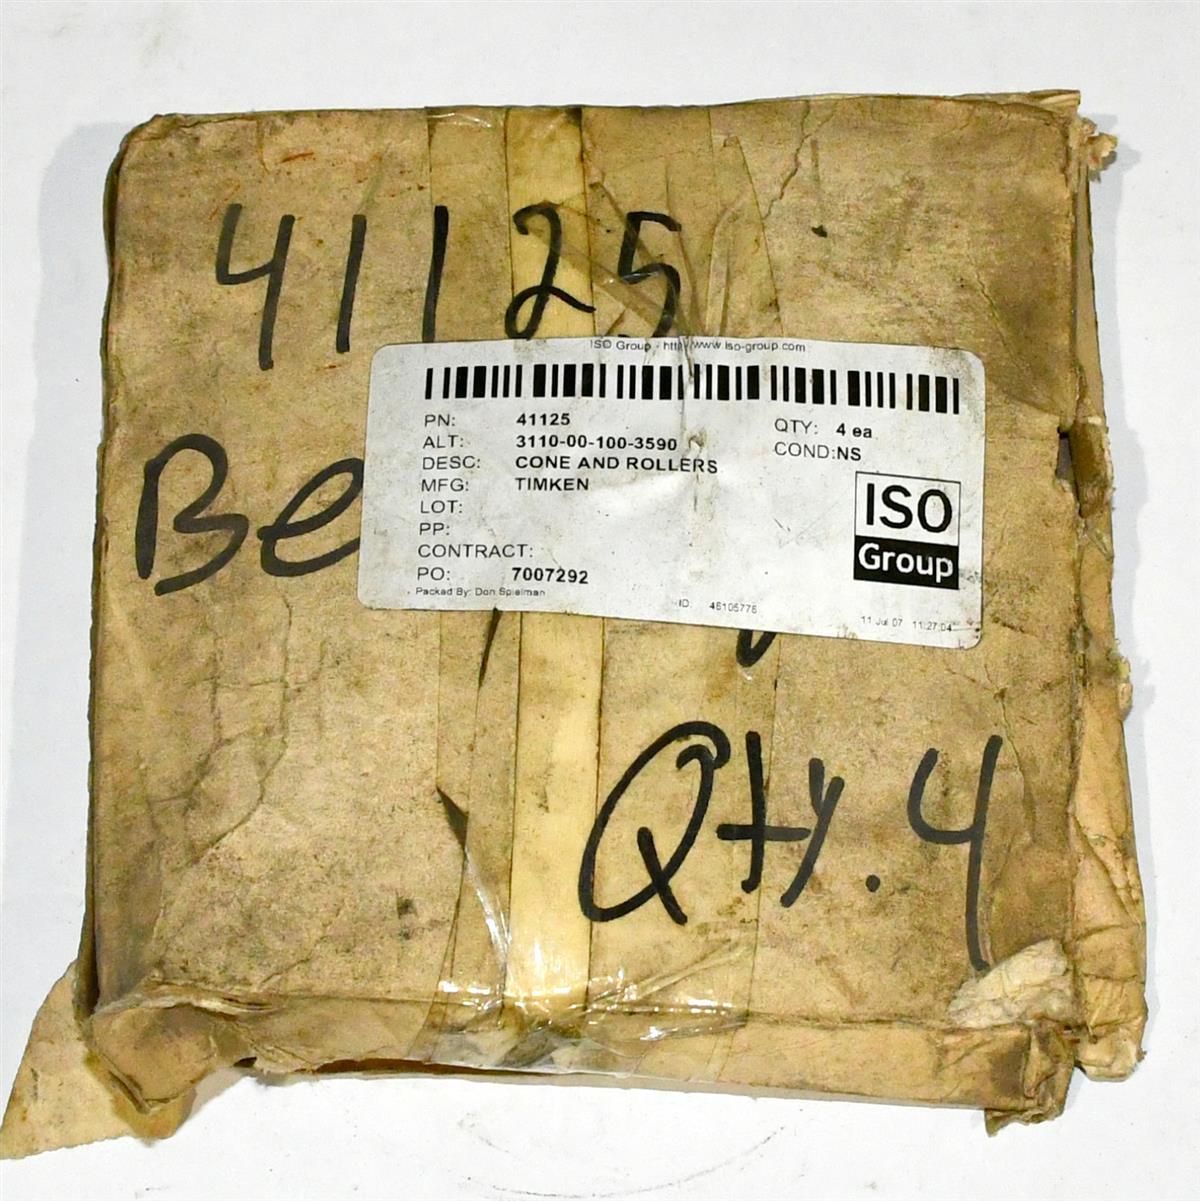 41125
ISO Group - http://www.iso-group.com
PN: 41125
QTY: 4 ea
ALT: 3110-00-100-3590
COND:NS
DESC: CONE AND ROLLERS
MFG: TIMKEN
LOT:
PP:
CONTRACT:
PO: 7007292
ISO
Group
Packed By: Don Spielman
ID: 46105776
11 Jul 07 11:27:04
Be
Qty. 4